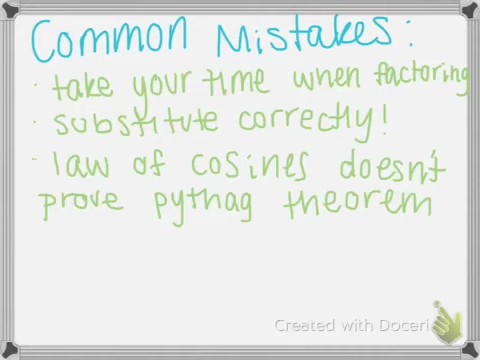 Common Mistakes:
· take your time when factoring
· substitute correctly!
· law of cosines doesn't
prove pythag theorem
Created with Doceri